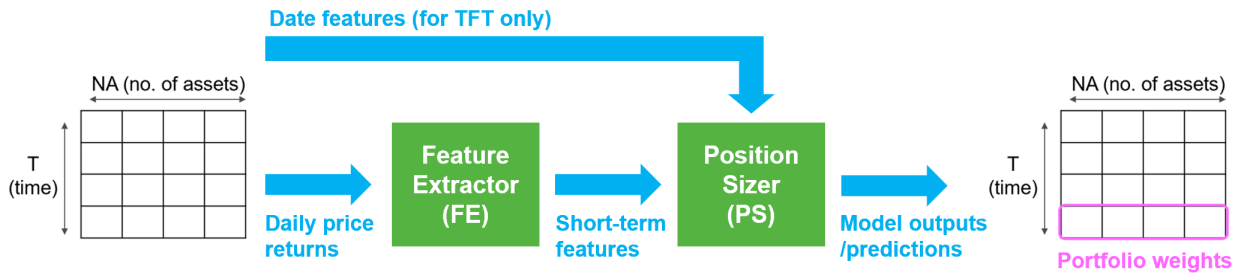 Date features (for TFT only)
NA (no. of assets)
T
(time)
Daily price
returns
Feature
Extractor
(FE)
Short-term
features
Position
Sizer
(PS)
Model outputs
/predictions
NA (no. of assets)
T
(time)
Portfolio weights